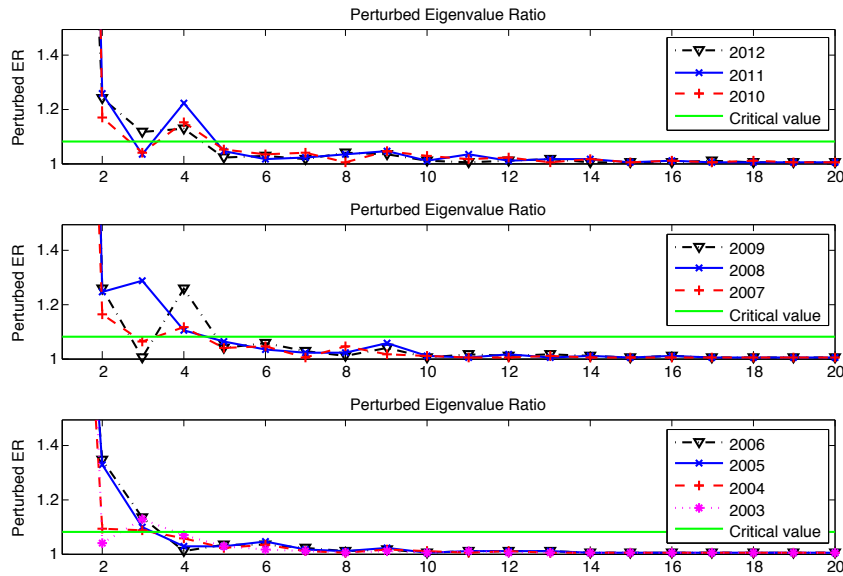 Perturbed Eigenvalue Ratio
Perturbed ER
1.4
1.2
1
2012
2011
2010
Critical value
2 4 6 8 10 12 14 16 18 20
Perturbed Eigenvalue Ratio
Perturbed ER
1.4
1.2
1
2009
2008
2007
Critical value
2 4 6 8 10 12 14 16 18 20
Perturbed Eigenvalue Ratio
Perturbed ER
1.4
1.2
1
2006
2005
2004
2003
Critical value
2 4 6 8 10 12 14 16 18 20